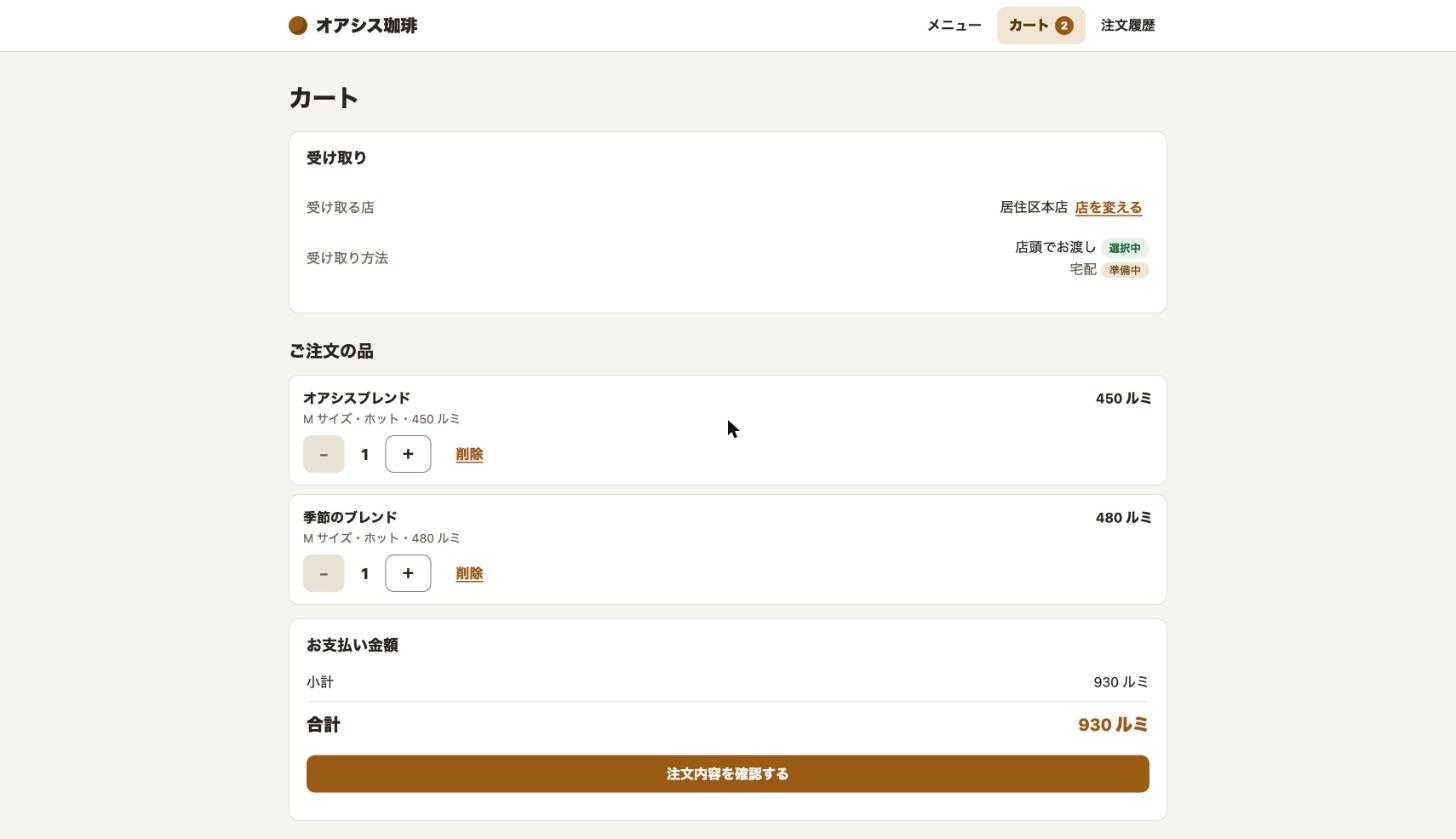 オアシス珈琲
メニュー
カート 2
注文履歴
カート
受け取り
受け取る店
居住区本店 店を変える
受け取り方法
店頭でお渡し 選択中
宅配 準備中
ご注文の品
オアシスブレンド 450 ルミ
M サイズ・ホット・450 ルミ
− 1 + 削除
季節のブレンド 480 ルミ
M サイズ・ホット・480 ルミ
− 1 + 削除
お支払い金額
小計 930 ルミ
合計 930 ルミ
注文内容を確認する